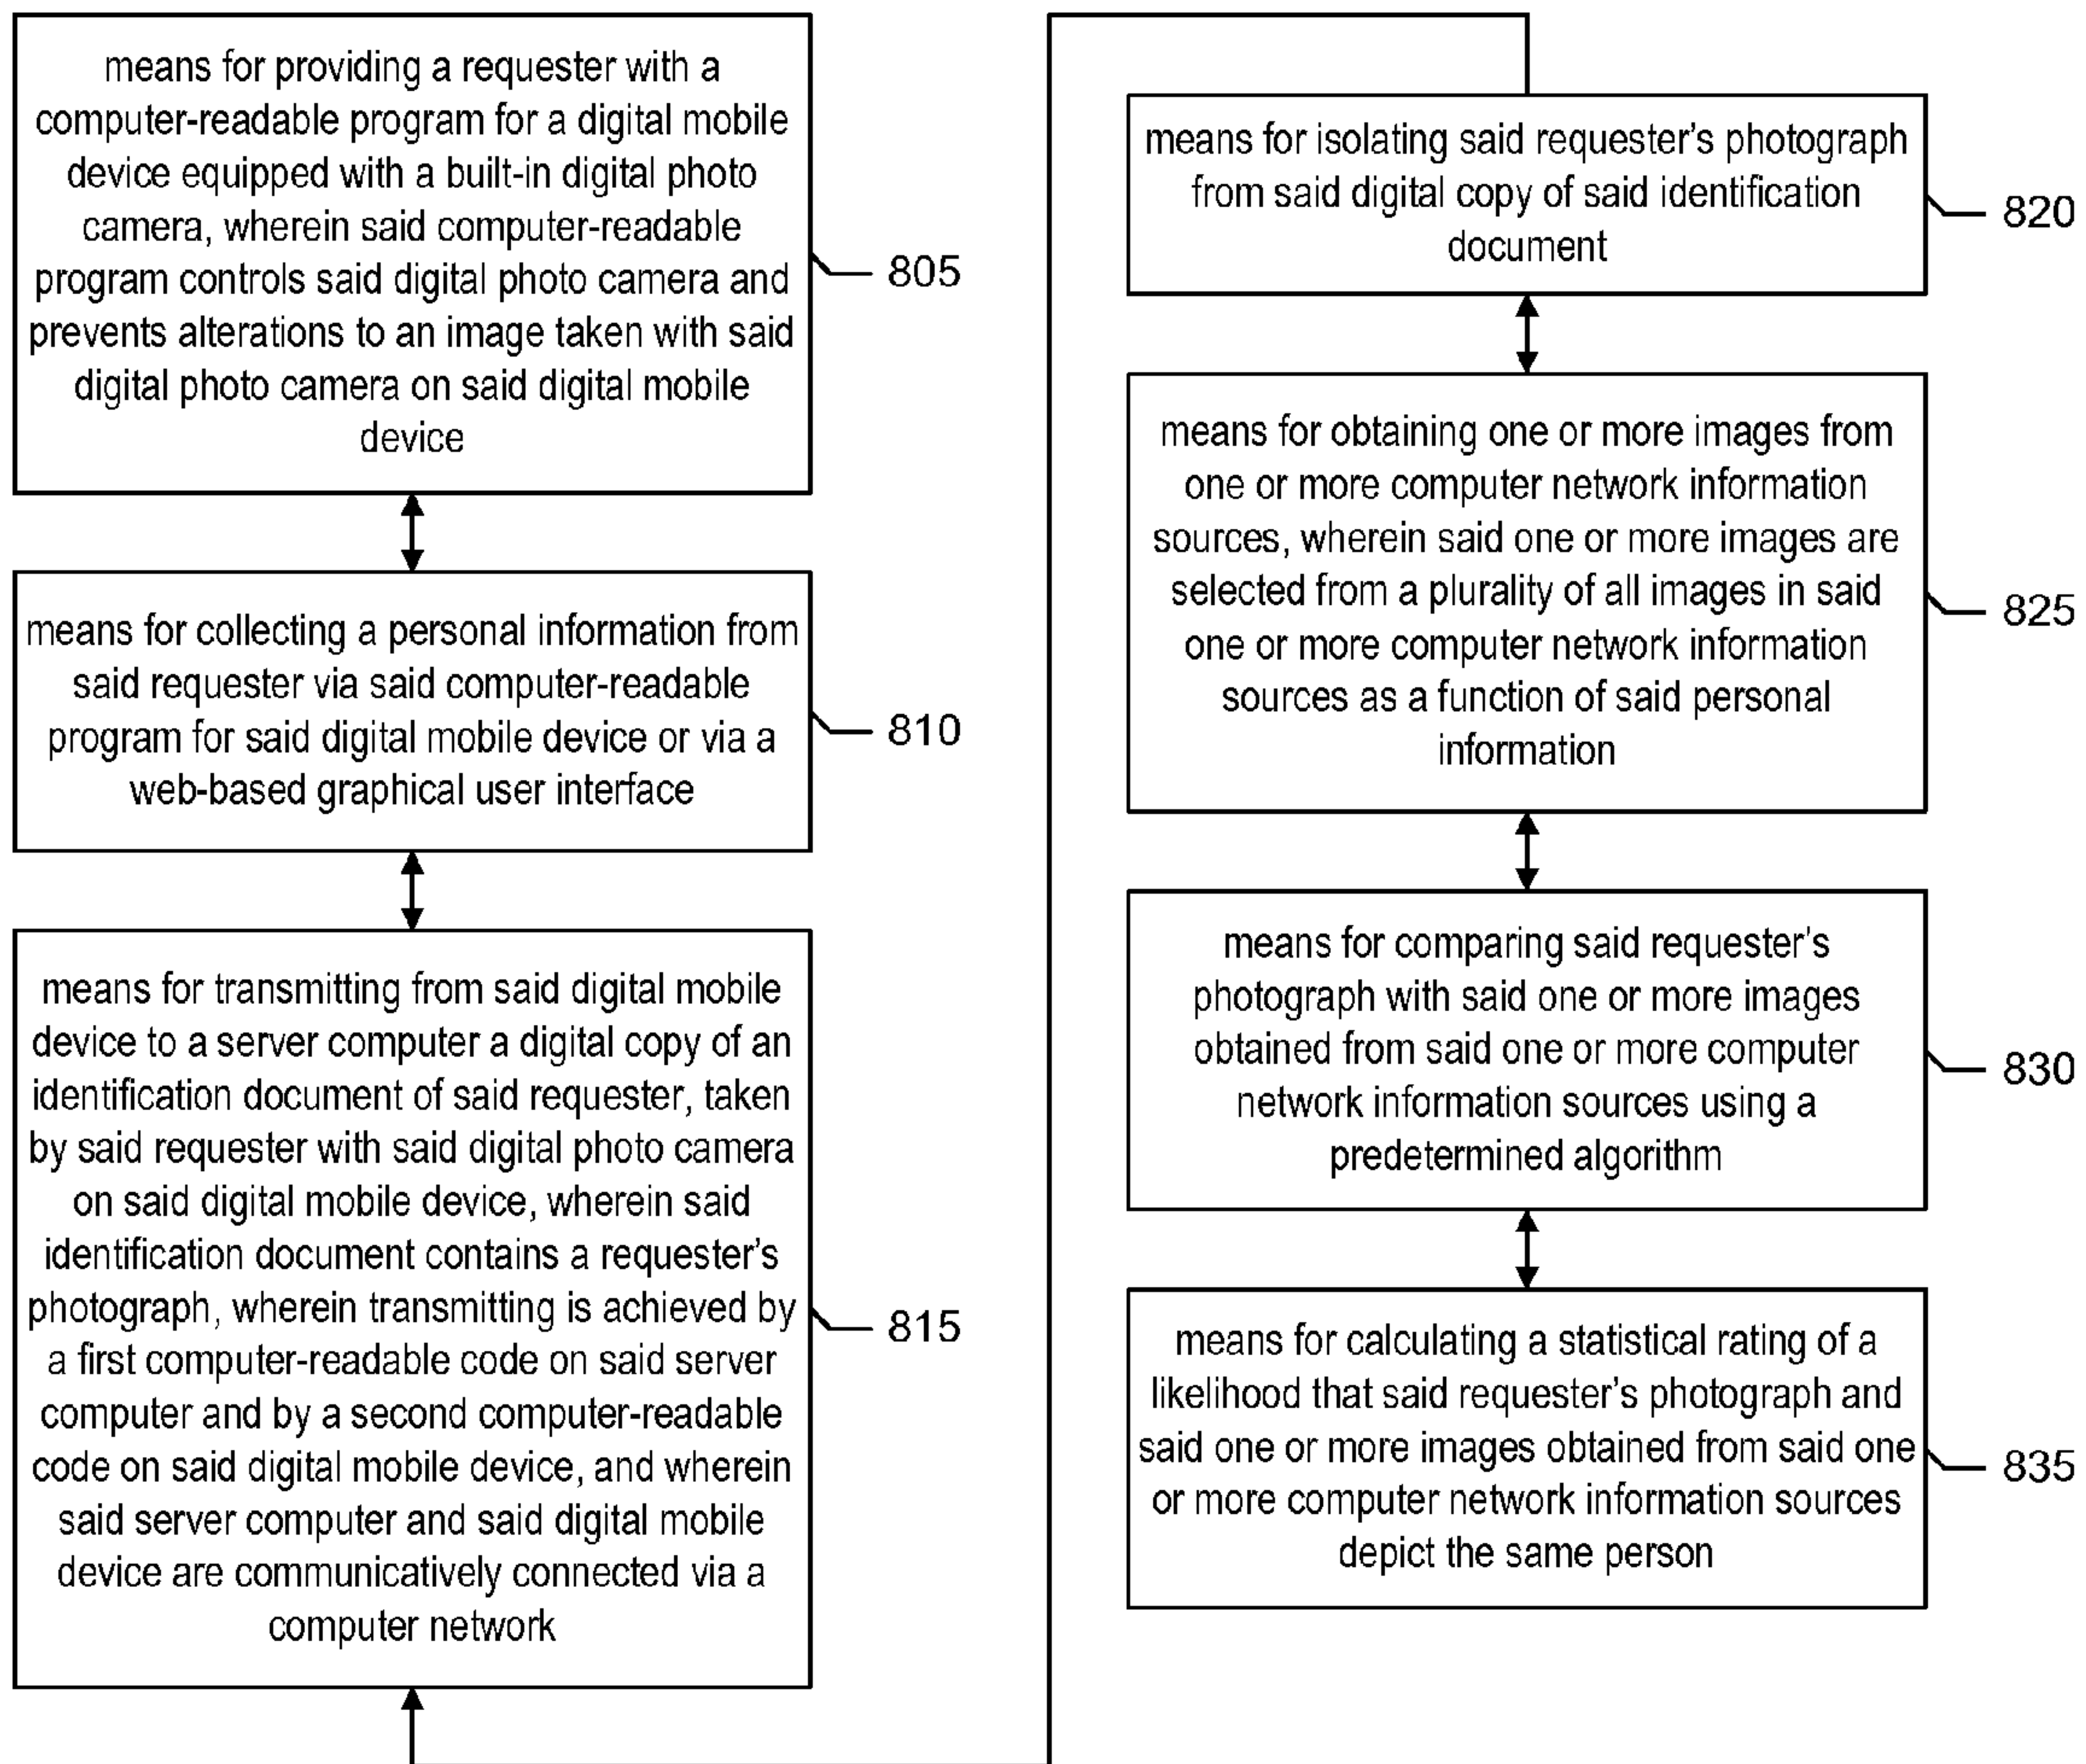 means for providing a requester with a
computer-readable program for a digital mobile
device equipped with a built-in digital photo
camera, wherein said computer-readable
program controls said digital photo camera and
prevents alterations to an image taken with said
digital photo camera on said digital mobile
device
805
means for collecting a personal information from
said requester via said computer-readable
program for said digital mobile device or via a
web-based graphical user interface
810
means for transmitting from said digital mobile
device to a server computer a digital copy of an
identification document of said requester, taken
by said requester with said digital photo camera
on said digital mobile device, wherein said
identification document contains a requester's
photograph, wherein transmitting is achieved by
a first computer-readable code on said server
computer and by a second computer-readable
code on said digital mobile device, and wherein
said server computer and said digital mobile
device are communicatively connected via a
computer network
815
means for isolating said requester's photograph
from said digital copy of said identification
document
820
means for obtaining one or more images from
one or more computer network information
sources, wherein said one or more images are
selected from a plurality of all images in said
one or more computer network information
sources as a function of said personal
information
825
means for comparing said requester's
photograph with said one or more images
obtained from said one or more computer
network information sources using a
predetermined algorithm
830
means for calculating a statistical rating of a
likelihood that said requester's photograph and
said one or more images obtained from said one
or more computer network information sources
depict the same person
835